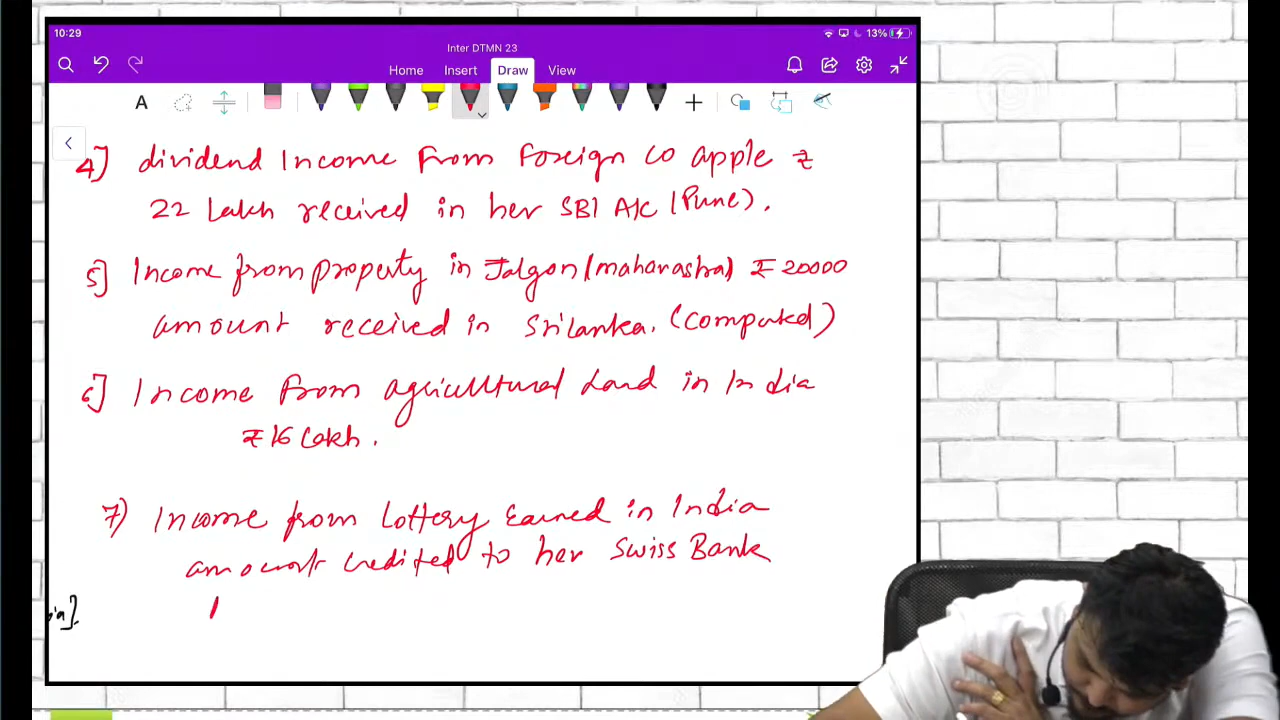 10:29
13%
Inter DTMN 23
Home Insert Draw View
A
4] dividend Income From Foreign co apple ₹
22 Lakh received in her SBI A/c (Pune).
5] Income from property in Jalgon (maharastra) ₹ 20000
amount received in Srilanka. (computed)
6] Income From agricultural Land in India
₹ 16 Lakh.
7) Income from Lottery Earned in India
amount credited to her Swiss Bank